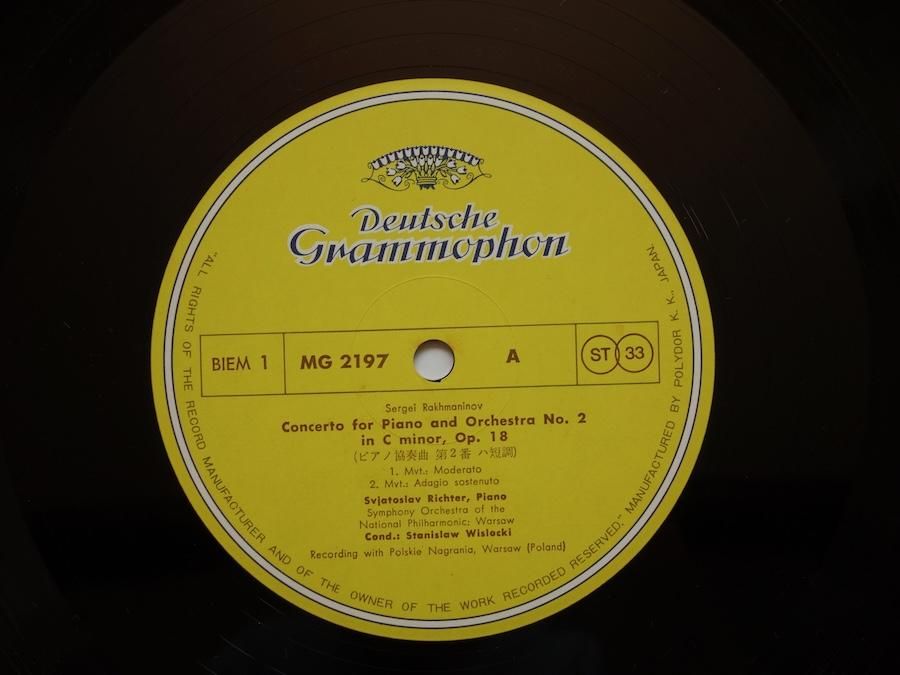 Deutsche
Grammophon
BIEM 1
MG 2197
A
ST 33
Sergei Rakhmaninov
Concerto for Piano and Orchestra No. 2
in C minor, Op. 18
(ピアノ協奏曲 第2番 ハ短調)
1. Mvt.: Moderato
2. Mvt.: Adagio sostenuto
Svjatoslav Richter, Piano
Symphony Orchestra of the
National Philharmonic; Warsaw
Cond.: Stanislaw Wislocki
Recording with Polskie Nagrania, Warsaw (Poland)
"ALL RIGHTS OF THE RECORD MANUFACTURER AND OF THE OWNER OF THE WORK RECORDED RESERVED." MANUFACTURED BY POLYDOR K. K., JAPAN.